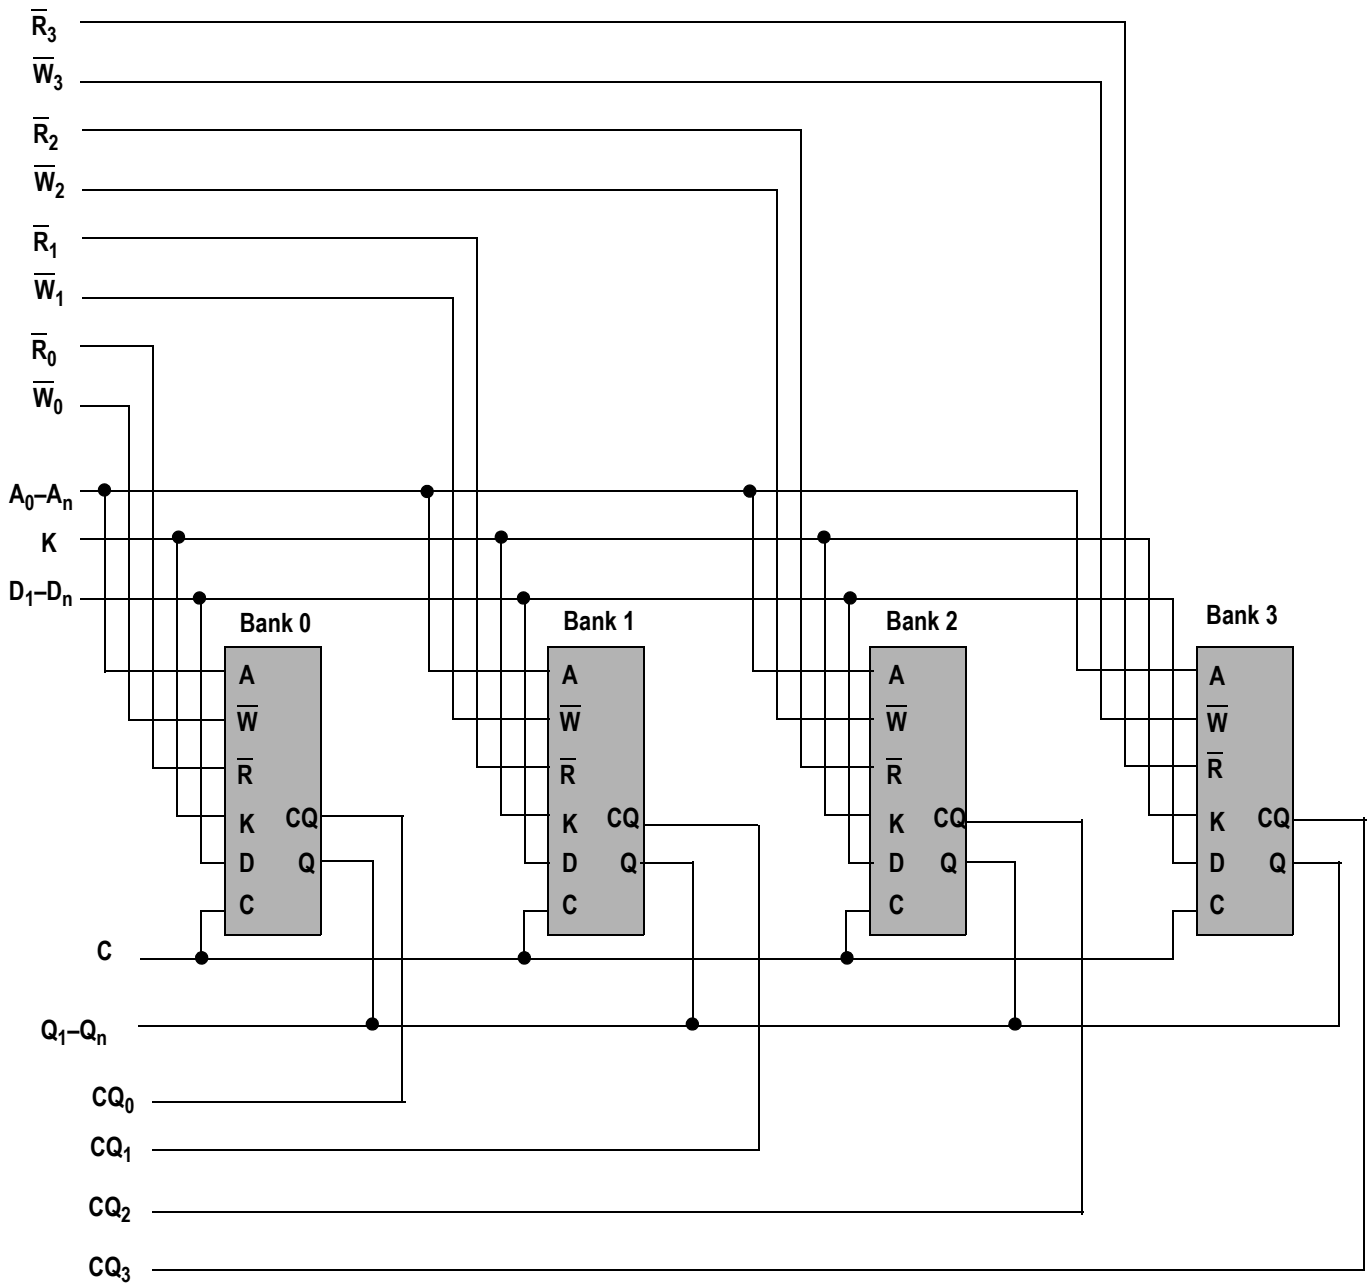 R̅₃
W̅₃
R̅₂
W̅₂
R̅₁
W̅₁
R̅₀
W̅₀
A₀–Aₙ
K
D₁–Dₙ
Bank 0
A
W̅
R̅
K
D
C
CQ
Q
Bank 1
A
W̅
R̅
K
D
C
CQ
Q
Bank 2
A
W̅
R̅
K
D
C
CQ
Q
Bank 3
A
W̅
R̅
K
D
C
CQ
Q
C
Q₁–Qₙ
CQ₀
CQ₁
CQ₂
CQ₃